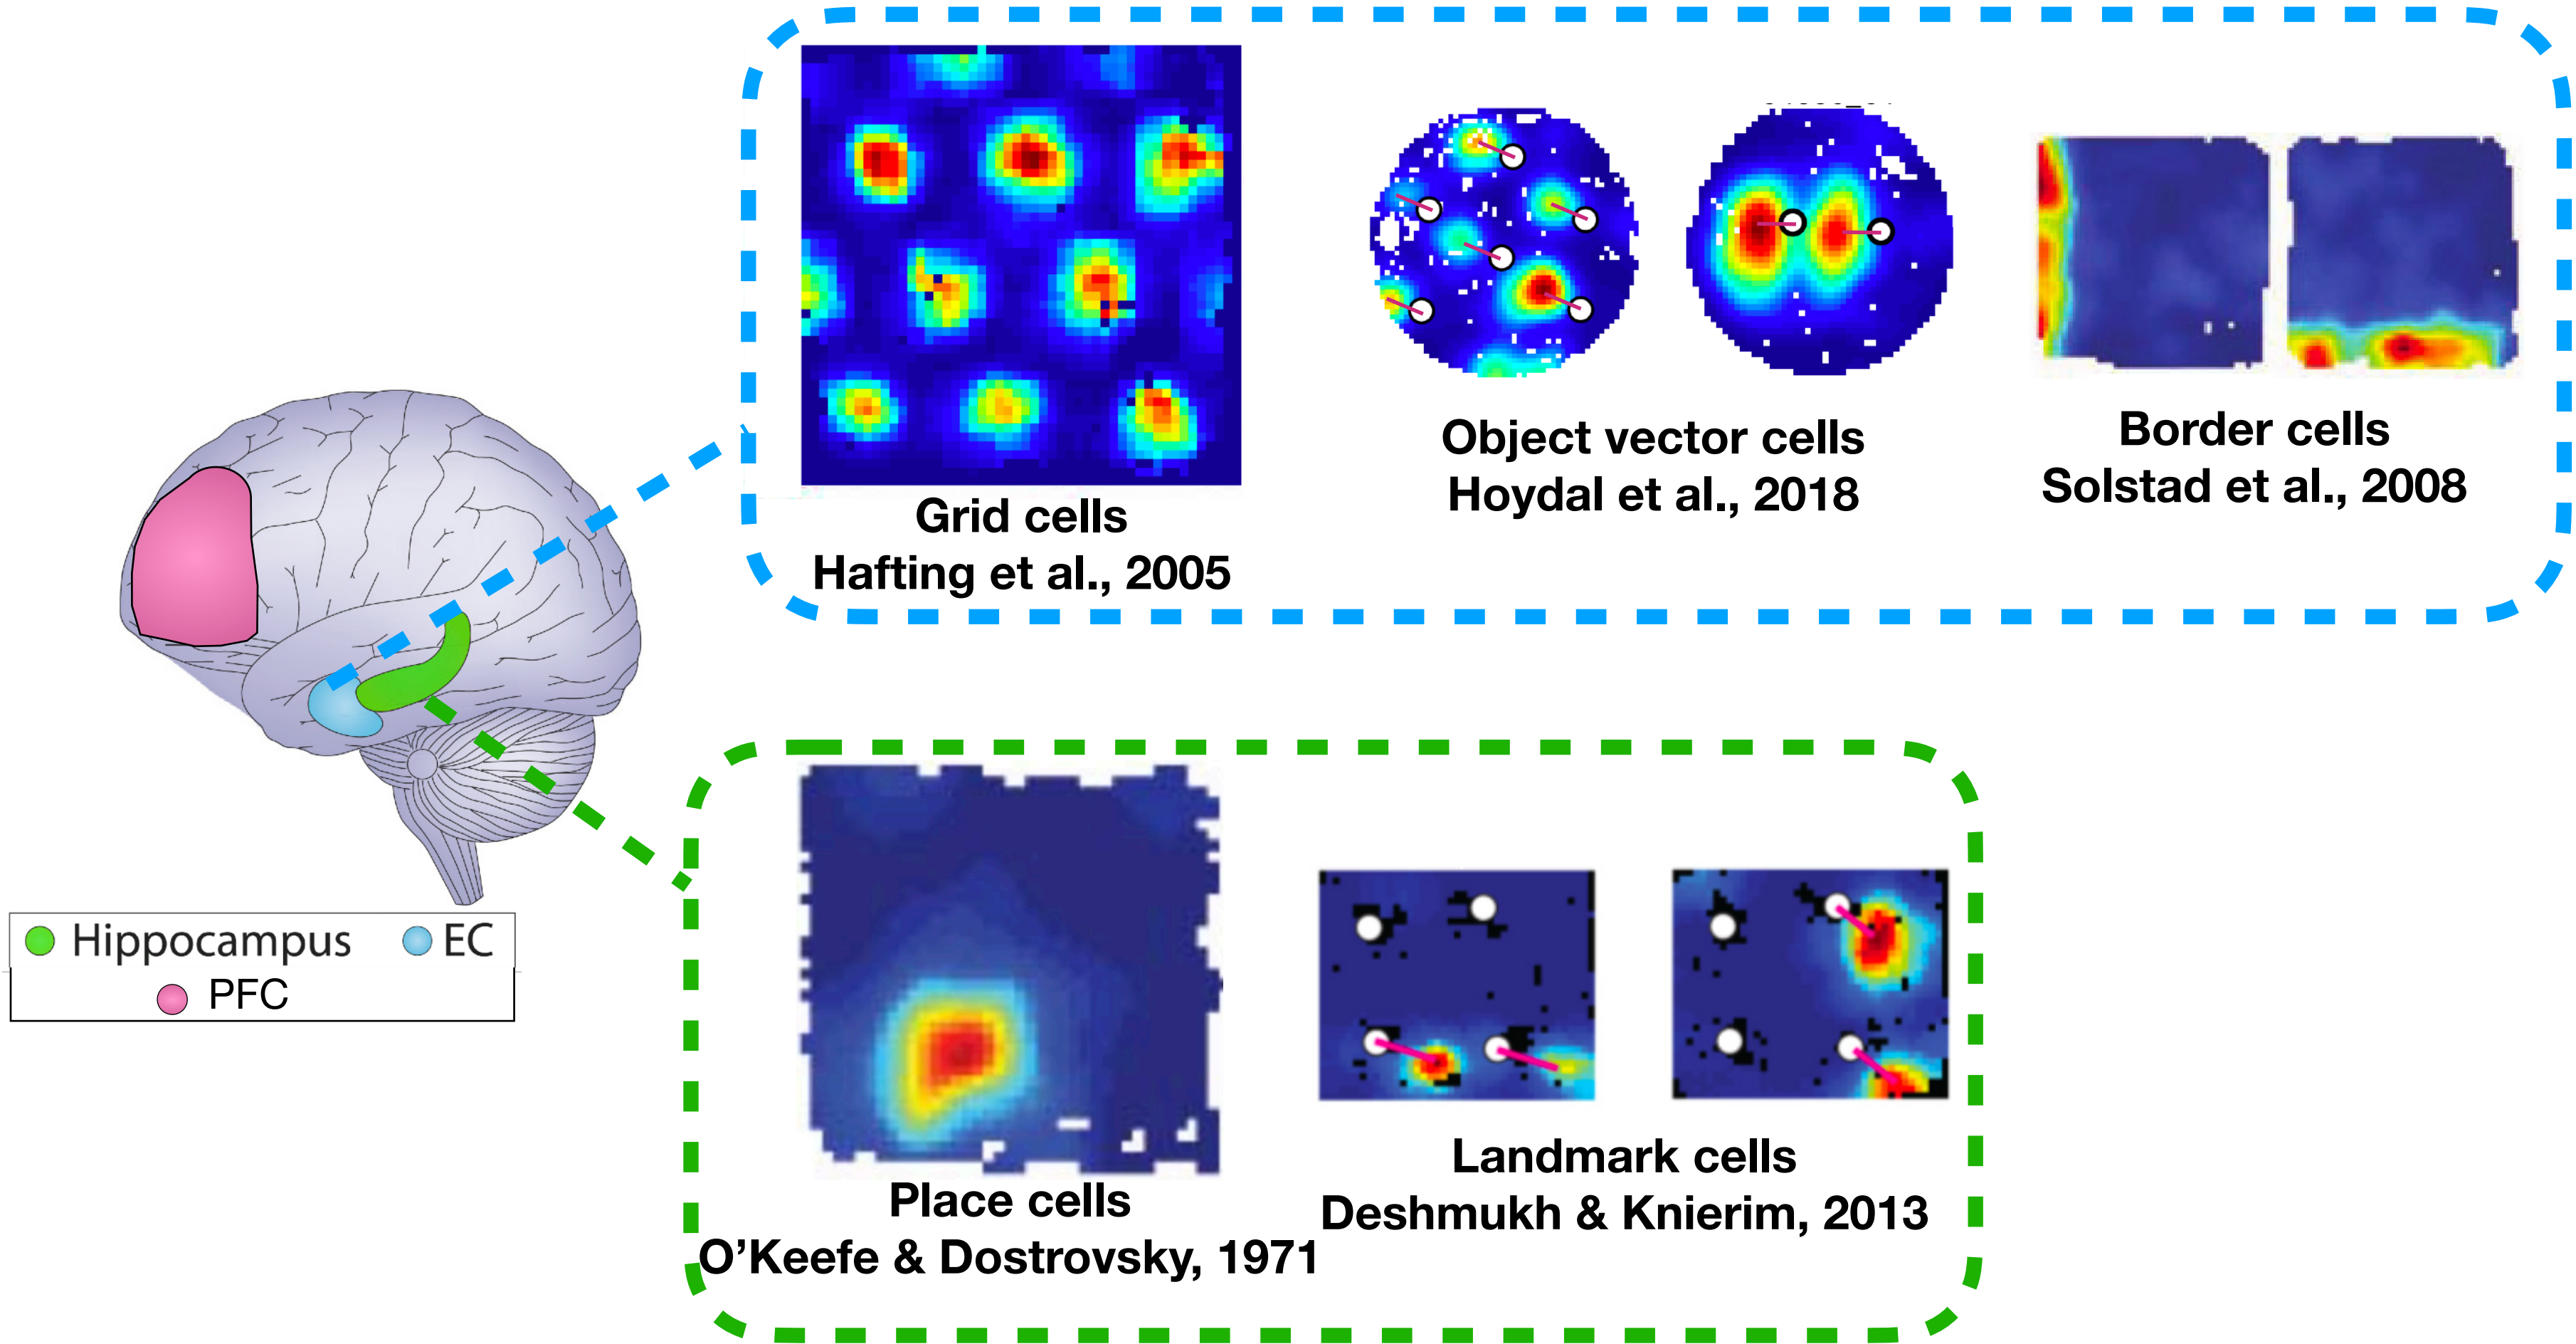 Grid cells
Hafting et al., 2005
Object vector cells
Hoydal et al., 2018
Border cells
Solstad et al., 2008
Hippocampus
EC
PFC
Place cells
O'Keefe & Dostrovsky, 1971
Landmark cells
Deshmukh & Knierim, 2013